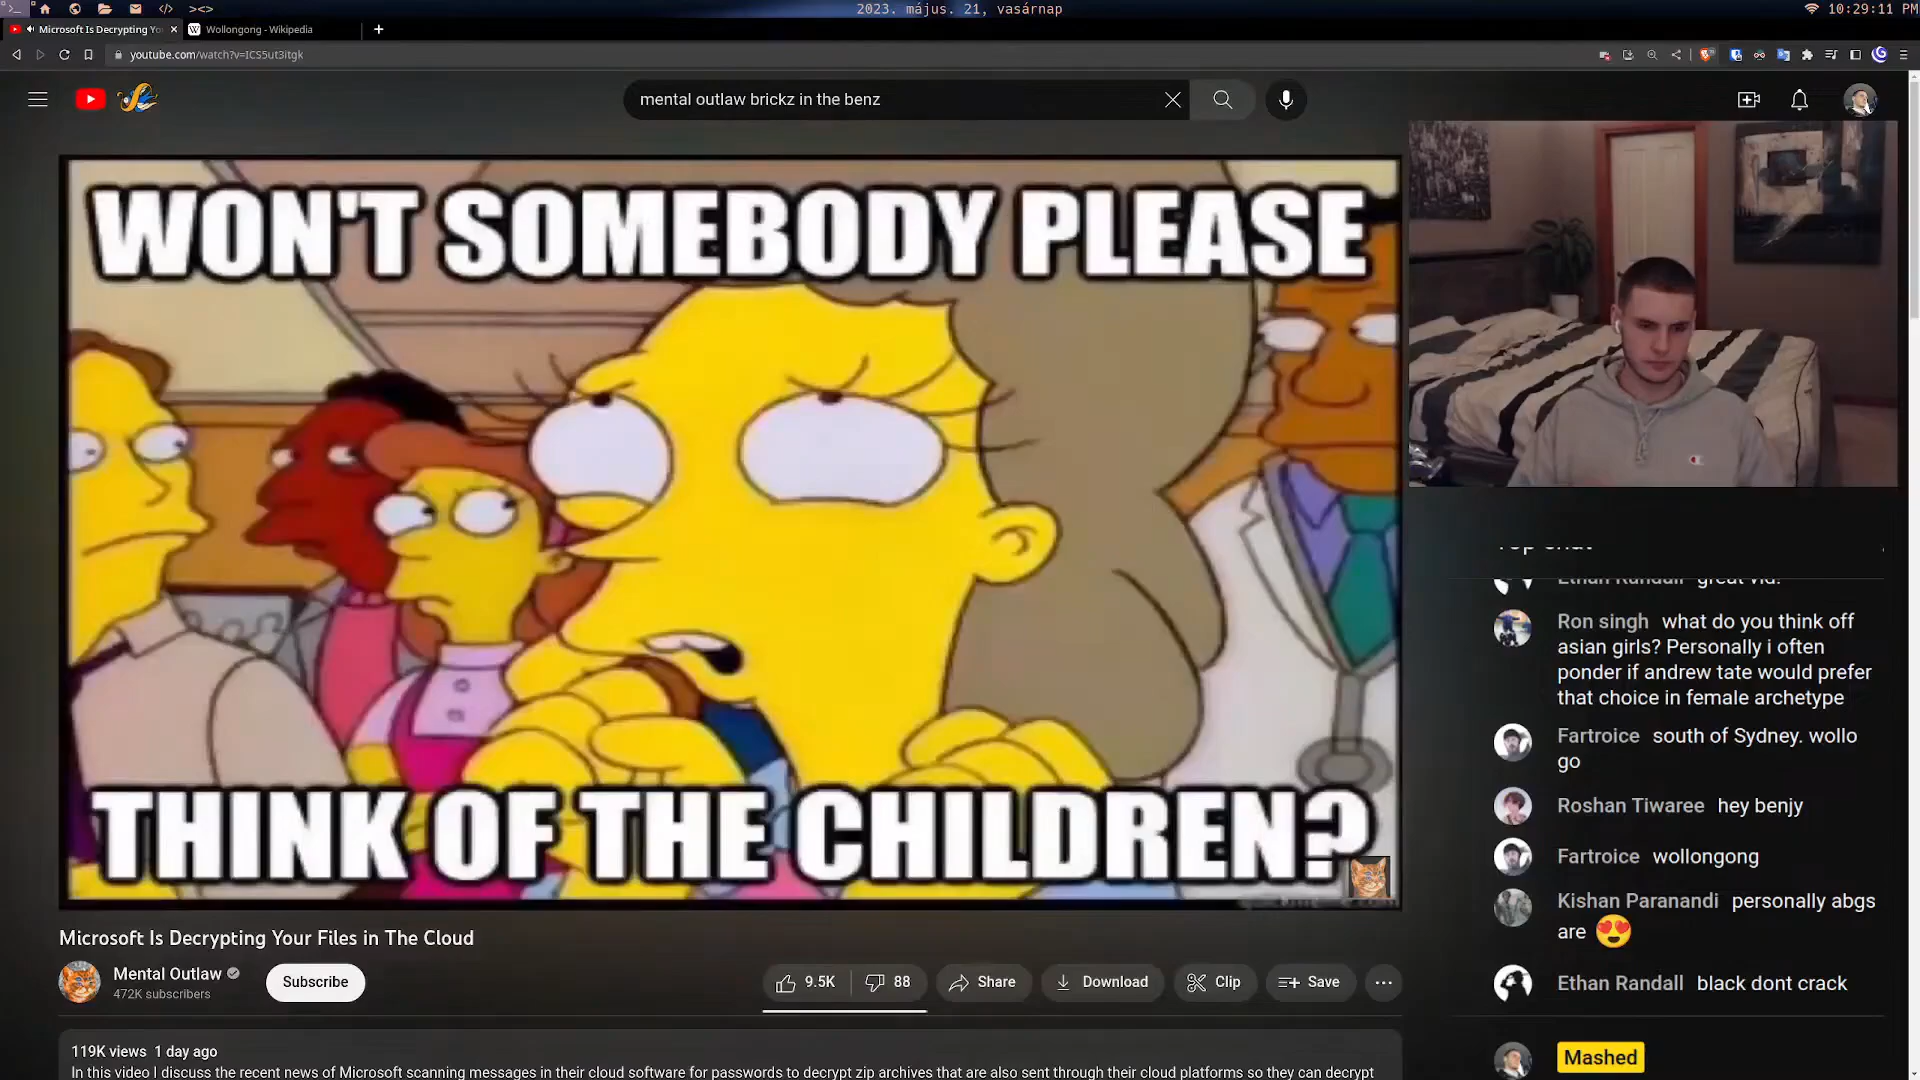 2023. május. 21, vasárnap
10:29:11 PM
Microsoft Is Decrypting Yo
Wollongong - Wikipedia
youtube.com/watch?v=ICS5ut3itgk
mental outlaw brickz in the benz
WON'T SOMEBODY PLEASE
THINK OF THE CHILDREN?
Microsoft Is Decrypting Your Files in The Cloud
Mental Outlaw
472K subscribers
Subscribe
9.5K
88
Share
Download
Clip
Save
119K views 1 day ago
In this video I discuss the recent news of Microsoft scanning messages in their cloud software for passwords to decrypt zip archives that are also sent through their cloud platforms so they can decrypt
Top chat
Ethan Randall great vid!
Ron singh what do you think off
asian girls? Personally i often
ponder if andrew tate would prefer
that choice in female archetype
Fartroice south of Sydney. wollo
go
Roshan Tiwaree hey benjy
Fartroice wollongong
Kishan Paranandi personally abgs
are 😍
Ethan Randall black dont crack
Mashed